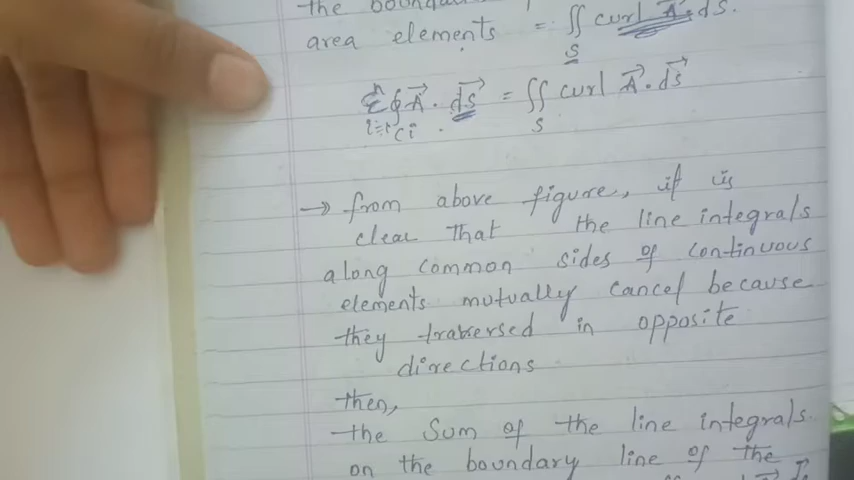 the
area elements = ∬ curl A⃗.ds.
S
n
Σ ∮ A⃗ . ds⃗ = ∬ curl A⃗. ds⃗
i=1 ci . S
→ from above figure, it is
clear that the line integrals
along common sides of continuous
elements mutually cancel because
they traversed in opposite
directions
then,
the Sum of the line integrals.
on the boundary line of the